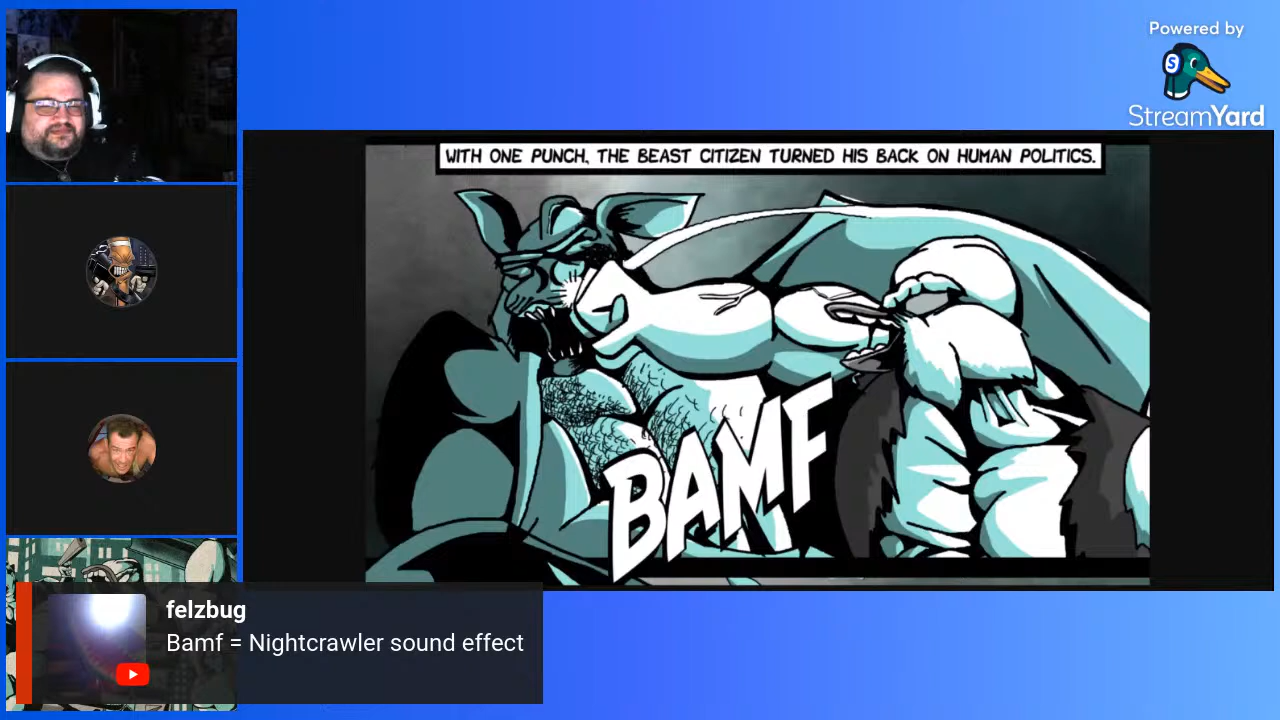 Powered by
S
StreamYard
WITH ONE PUNCH, THE BEAST CITIZEN TURNED HIS BACK ON HUMAN POLITICS.
BAMF
felzbug
Bamf = Nightcrawler sound effect